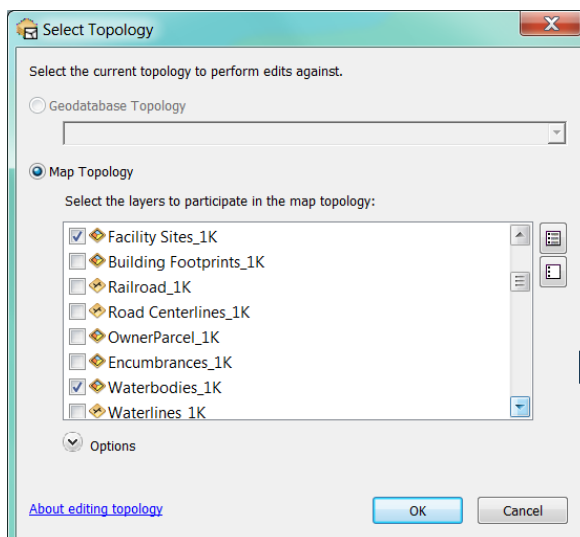 Select Topology
Select the current topology to perform edits against.
Geodatabase Topology
Map Topology
Select the layers to participate in the map topology:
Facility Sites_1K
Building Footprints_1K
Railroad_1K
Road Centerlines_1K
OwnerParcel_1K
Encumbrances_1K
Waterbodies_1K
Waterlines_1K
Options
About editing topology
OK
Cancel